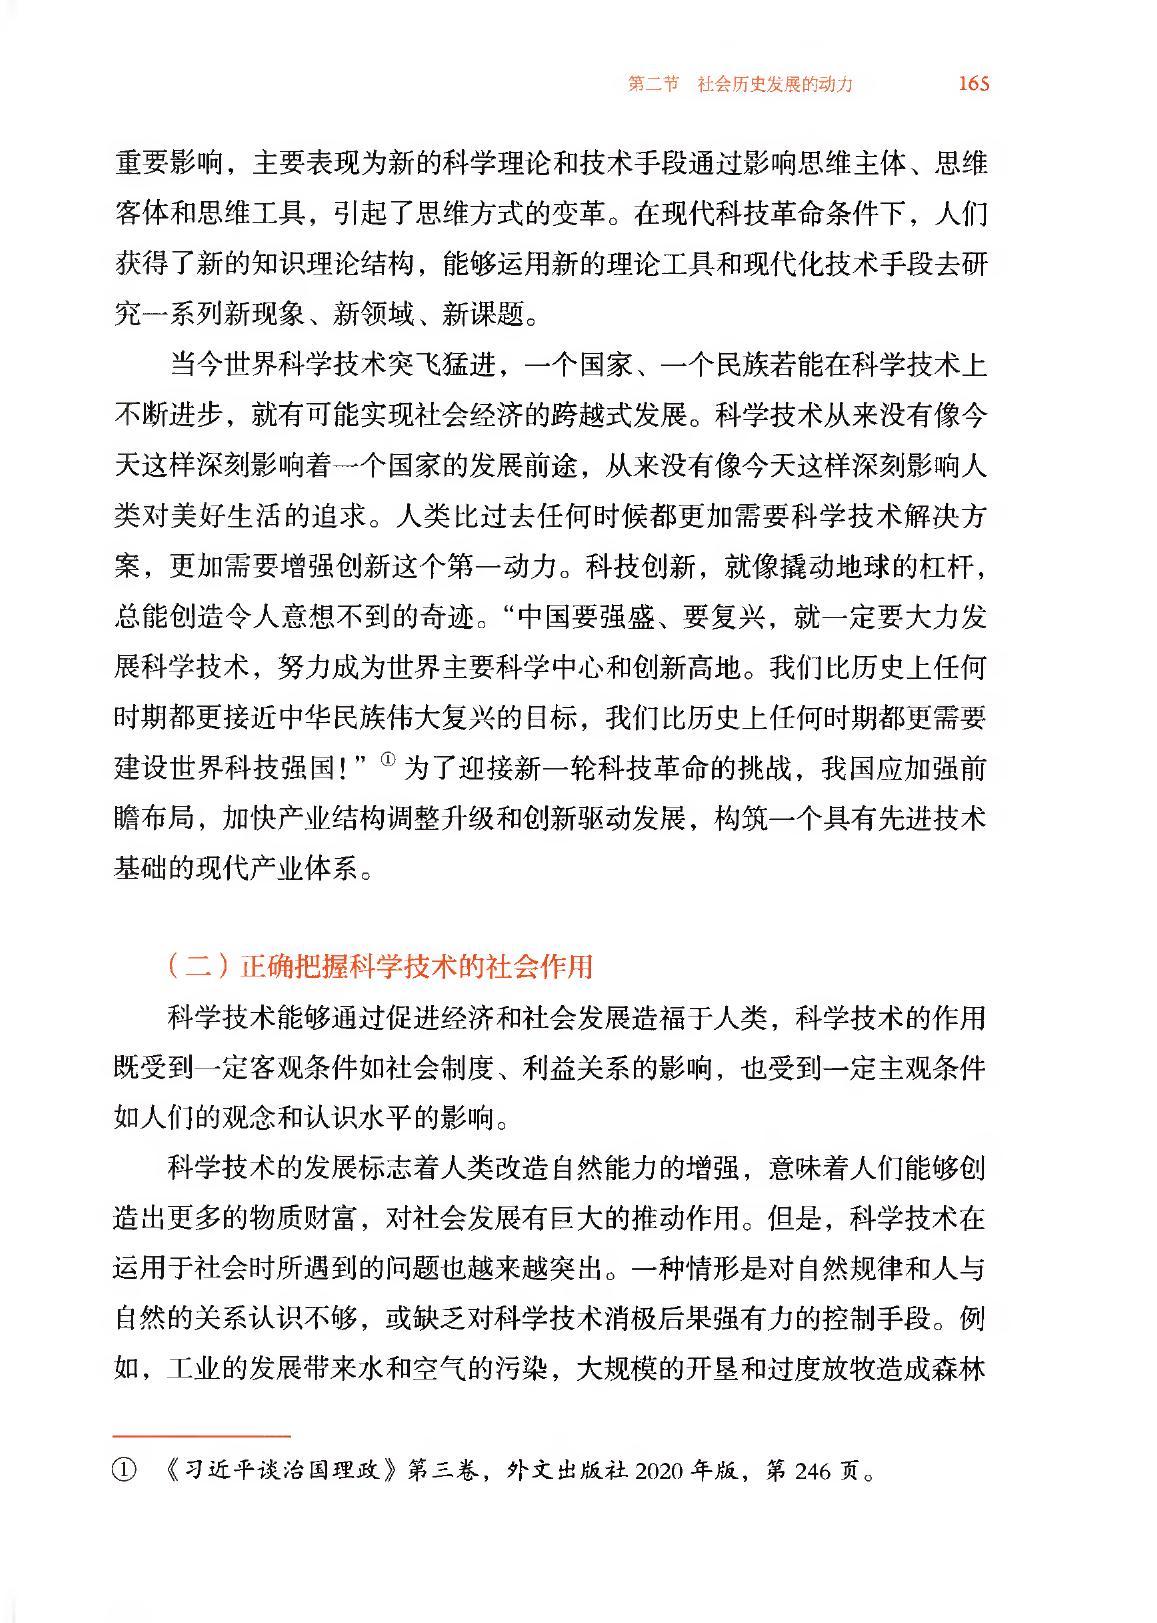 第二节 社会历史发展的动力 165
重要影响，主要表现为新的科学理论和技术手段通过影响思维主体、思维
客体和思维工具，引起了思维方式的变革。在现代科技革命条件下，人们
获得了新的知识理论结构，能够运用新的理论工具和现代化技术手段去研
究一系列新现象、新领域、新课题。
当今世界科学技术突飞猛进，一个国家、一个民族若能在科学技术上
不断进步，就有可能实现社会经济的跨越式发展。科学技术从来没有像今
天这样深刻影响着一个国家的发展前途，从来没有像今天这样深刻影响人
类对美好生活的追求。人类比过去任何时候都更加需要科学技术解决方
案，更加需要增强创新这个第一动力。科技创新，就像撬动地球的杠杆，
总能创造令人意想不到的奇迹。“中国要强盛、要复兴，就一定要大力发
展科学技术，努力成为世界主要科学中心和创新高地。我们比历史上任何
时期都更接近中华民族伟大复兴的目标，我们比历史上任何时期都更需要
建设世界科技强国！”①为了迎接新一轮科技革命的挑战，我国应加强前
瞻布局，加快产业结构调整升级和创新驱动发展，构筑一个具有先进技术
基础的现代产业体系。
（二）正确把握科学技术的社会作用
科学技术能够通过促进经济和社会发展造福于人类，科学技术的作用
既受到一定客观条件如社会制度、利益关系的影响，也受到一定主观条件
如人们的观念和认识水平的影响。
科学技术的发展标志着人类改造自然能力的增强，意味着人们能够创
造出更多的物质财富，对社会发展有巨大的推动作用。但是，科学技术在
运用于社会时所遇到的问题也越来越突出。一种情形是对自然规律和人与
自然的关系认识不够，或缺乏对科学技术消极后果强有力的控制手段。例
如，工业的发展带来水和空气的污染，大规模的开垦和过度放牧造成森林
① 《习近平谈治国理政》第三卷，外文出版社 2020 年版，第 246 页。